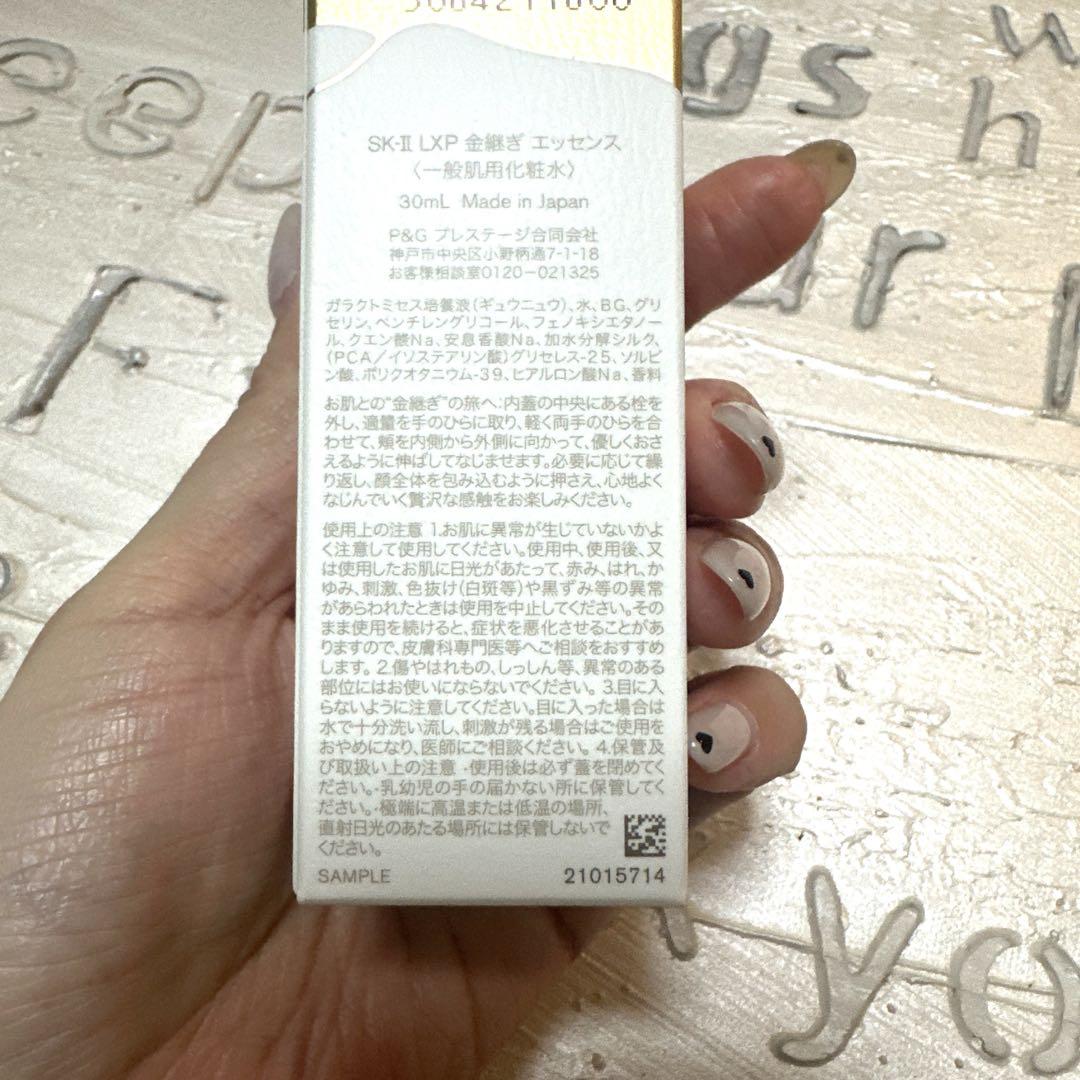 SK-II LXP 金継ぎ エッセンス
〈一般肌用化粧水〉
30mL Made in Japan
P&G プレステージ合同会社
神戸市中央区小野柄通7-1-18
お客様相談室0120-021325
ガラクトミセス培養液(ギュウニュウ)、水、BG、グリ
セリン、ペンチレングリコール、フェノキシエタノー
ル、クエン酸Na、安息香酸Na、加水分解シルク、
(PCA/イソステアリン酸)グリセレス-25、ソルビ
ン酸、ポリクオタニウム-39、ヒアルロン酸Na、香料
お肌との“金継ぎ”の旅へ:内蓋の中央にある栓を
外し、適量を手のひらに取り、軽く両手のひらを合
わせて、頬を内側から外側に向かって、優しくおさ
えるように伸ばしてなじませます。必要に応じて繰
り返し、顔全体を包み込むように押さえ、心地よく
なじんでいく贅沢な感触をお楽しみください。
使用上の注意 1.お肌に異常が生じていないかよ
く注意して使用してください。使用中、使用後、又
は使用したお肌に日光があたって、赤み、はれ、か
ゆみ、刺激、色抜け(白斑等)や黒ずみ等の異常
があらわれたときは使用を中止してください。その
まま使用を続けると、症状を悪化させることがあ
りますので、皮膚科専門医等へご相談をおすすめ
します。 2.傷やはれもの、しっしん等、異常のある
部位にはお使いにならないでください。 3.目に入
らないように注意してください。目に入った場合は
水で十分洗い流し、刺激が残る場合はご使用を
おやめになり、医師にご相談ください。 4.保管及
び取扱い上の注意 ・使用後は必ず蓋を閉めてく
ださい。・乳幼児の手の届かない所に保管してく
ださい。・極端に高温または低温の場所、
直射日光のあたる場所には保管しないで
ください。
SAMPLE 21015714